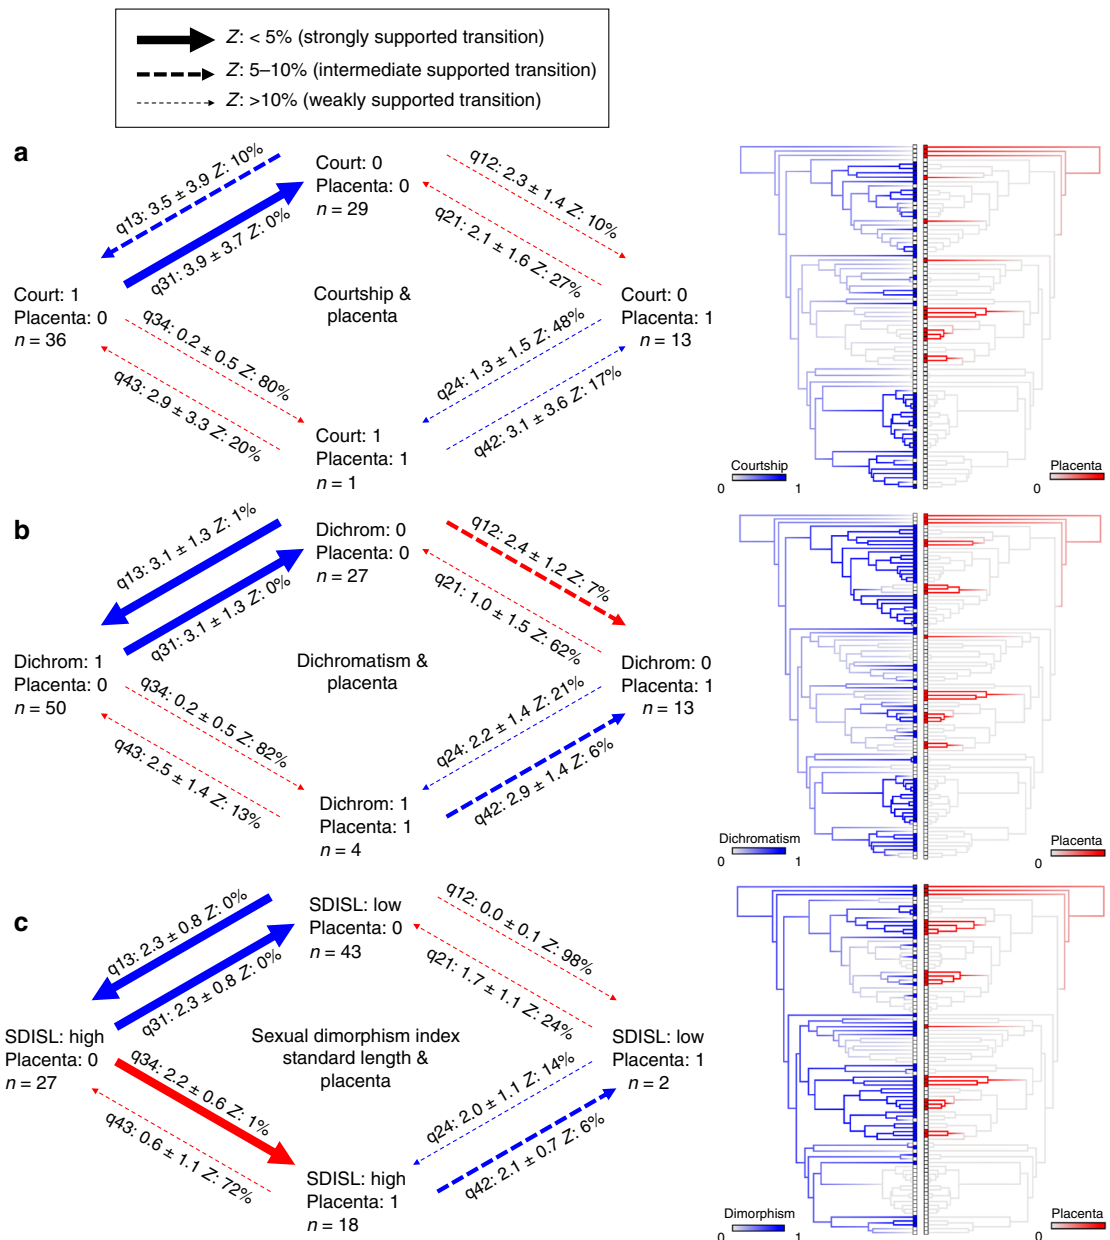 Z: < 5% (strongly supported transition)
Z: 5–10% (intermediate supported transition)
Z: >10% (weakly supported transition)
a
q13: 3.5 ± 3.9 Z: 10%
q31: 3.9 ± 3.7 Z: 0%
Court: 0
Placenta: 0
n = 29
q12: 2.3 ± 1.4 Z: 10%
q21: 2.1 ± 1.6 Z: 27%
Court: 1
Placenta: 0
n = 36
Courtship &
placenta
Court: 0
Placenta: 1
n = 13
q34: 0.2 ± 0.5 Z: 80%
q43: 2.9 ± 3.3 Z: 20%
q24: 1.3 ± 1.5 Z: 48%
q42: 3.1 ± 3.6 Z: 17%
Court: 1
Placenta: 1
n = 1
Courtship
0 1
Placenta
0
b
q13: 3.1 ± 1.3 Z: 1%
q31: 3.1 ± 1.3 Z: 0%
Dichrom: 0
Placenta: 0
n = 27
q12: 2.4 ± 1.2 Z: 7%
q21: 1.0 ± 1.5 Z: 62%
Dichrom: 1
Placenta: 0
n = 50
Dichromatism &
placenta
Dichrom: 0
Placenta: 1
n = 13
q34: 0.2 ± 0.5 Z: 82%
q43: 2.5 ± 1.4 Z: 13%
q24: 2.2 ± 1.4 Z: 21%
q42: 2.9 ± 1.4 Z: 6%
Dichrom: 1
Placenta: 1
n = 4
Dichromatism
0 1
Placenta
0
c
q13: 2.3 ± 0.8 Z: 0%
q31: 2.3 ± 0.8 Z: 0%
SDISL: low
Placenta: 0
n = 43
q12: 0.0 ± 0.1 Z: 98%
q21: 1.7 ± 1.1 Z: 24%
SDISL: high
Placenta: 0
n = 27
Sexual dimorphism index
standard length &
placenta
SDISL: low
Placenta: 1
n = 2
q34: 2.2 ± 0.6 Z: 1%
q43: 0.6 ± 1.1 Z: 72%
q24: 2.0 ± 1.1 Z: 14%
q42: 2.1 ± 0.7 Z: 6%
SDISL: high
Placenta: 1
n = 18
Dimorphism
0 1
Placenta
0